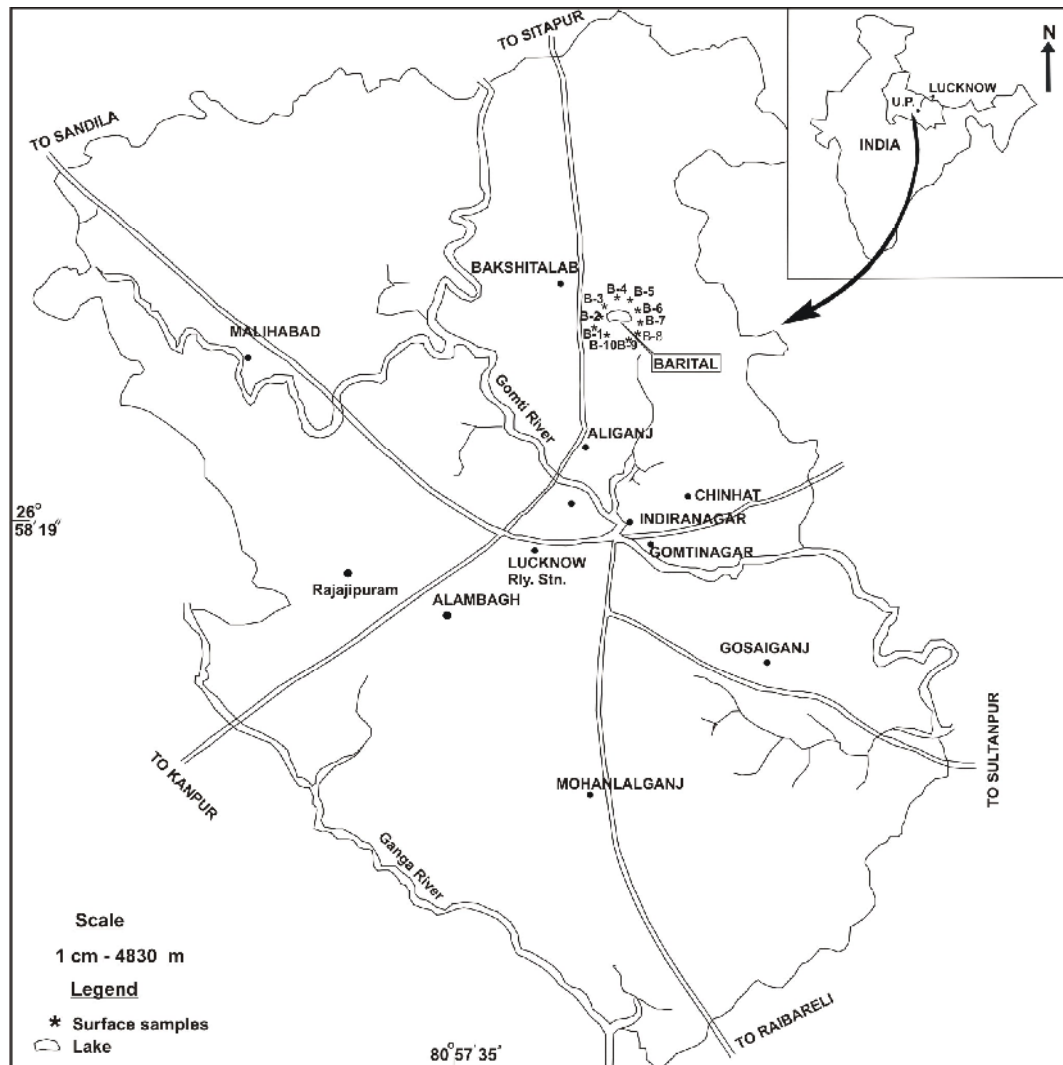 TO SITAPUR
N
LUCKNOW
U.P.
INDIA
TO SANDILA
BAKSHITALAB
B-4
B-5
B-3
B-6
B-2
B-7
B-1
B-8
B-10
B-9
MALIHABAD
BARITAL
Gomti River
ALIGANJ
CHINHAT
26°
58' 19"
INDIRANAGAR
GOMTINAGAR
LUCKNOW
Rly. Stn.
Rajajipuram
ALAMBAGH
GOSAIGANJ
TO SULTANPUR
TO KANPUR
MOHANLALGANJ
Ganga River
Scale
1 cm - 4830 m
Legend
* Surface samples
Lake
TO RAIBARELI
80° 57' 35"